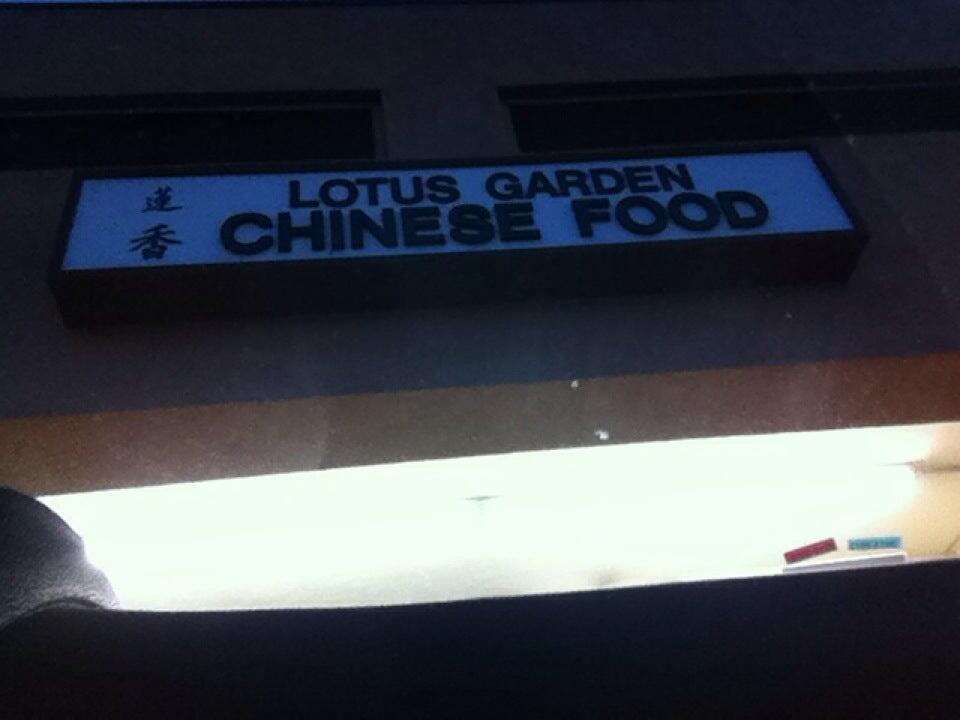 蓮香
LOTUS GARDEN
CHINESE FOOD